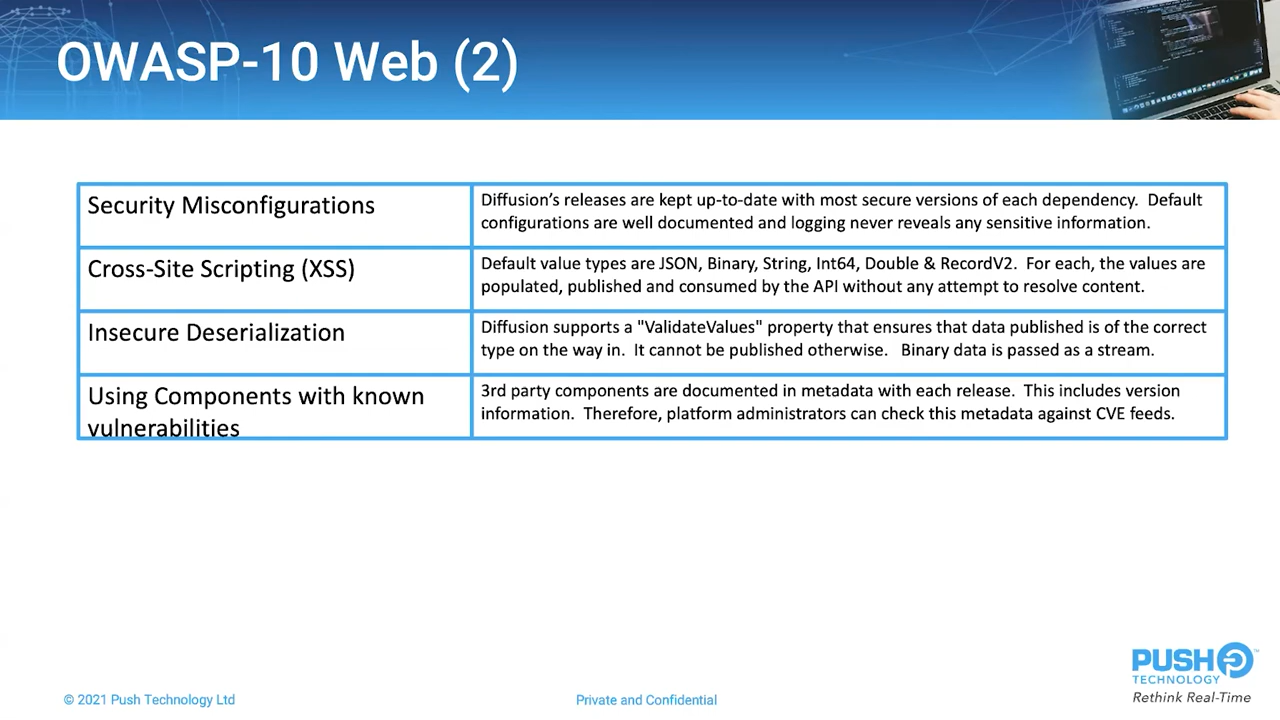 OWASP-10 Web (2)
Security Misconfigurations
Diffusion's releases are kept up-to-date with most secure versions of each dependency.  Default
configurations are well documented and logging never reveals any sensitive information.
Cross-Site Scripting (XSS)
Default value types are JSON, Binary, String, Int64, Double & RecordV2.  For each, the values are
populated, published and consumed by the API without any attempt to resolve content.
Insecure Deserialization
Diffusion supports a "ValidateValues" property that ensures that data published is of the correct
type on the way in.  It cannot be published otherwise.   Binary data is passed as a stream.
Using Components with known
vulnerabilities
3rd party components are documented in metadata with each release.  This includes version
information.  Therefore, platform administrators can check this metadata against CVE feeds.
© 2021 Push Technology Ltd
Private and Confidential
PUSH
TECHNOLOGY
Rethink Real-Time